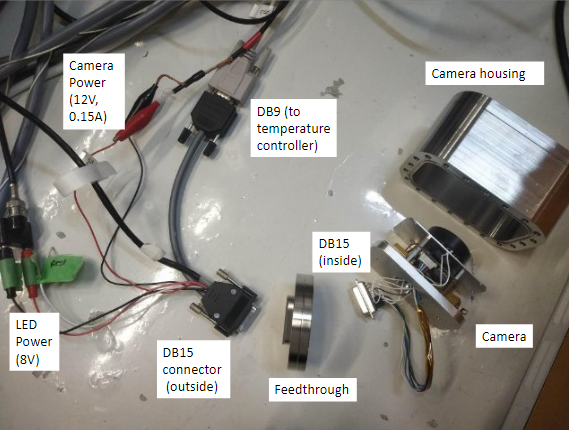 Camera
Power
(12V,
0.15A)
Camera housing
DB9 (to
temperature
controller)
DB15
(inside)
LED
Power
(8V)
DB15
connector
(outside)
Feedthrough
Camera